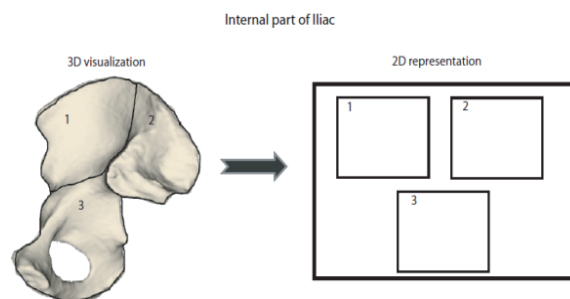 Internal part of Iliac
3D visualization
2D representation
1
2
3
1
2
3